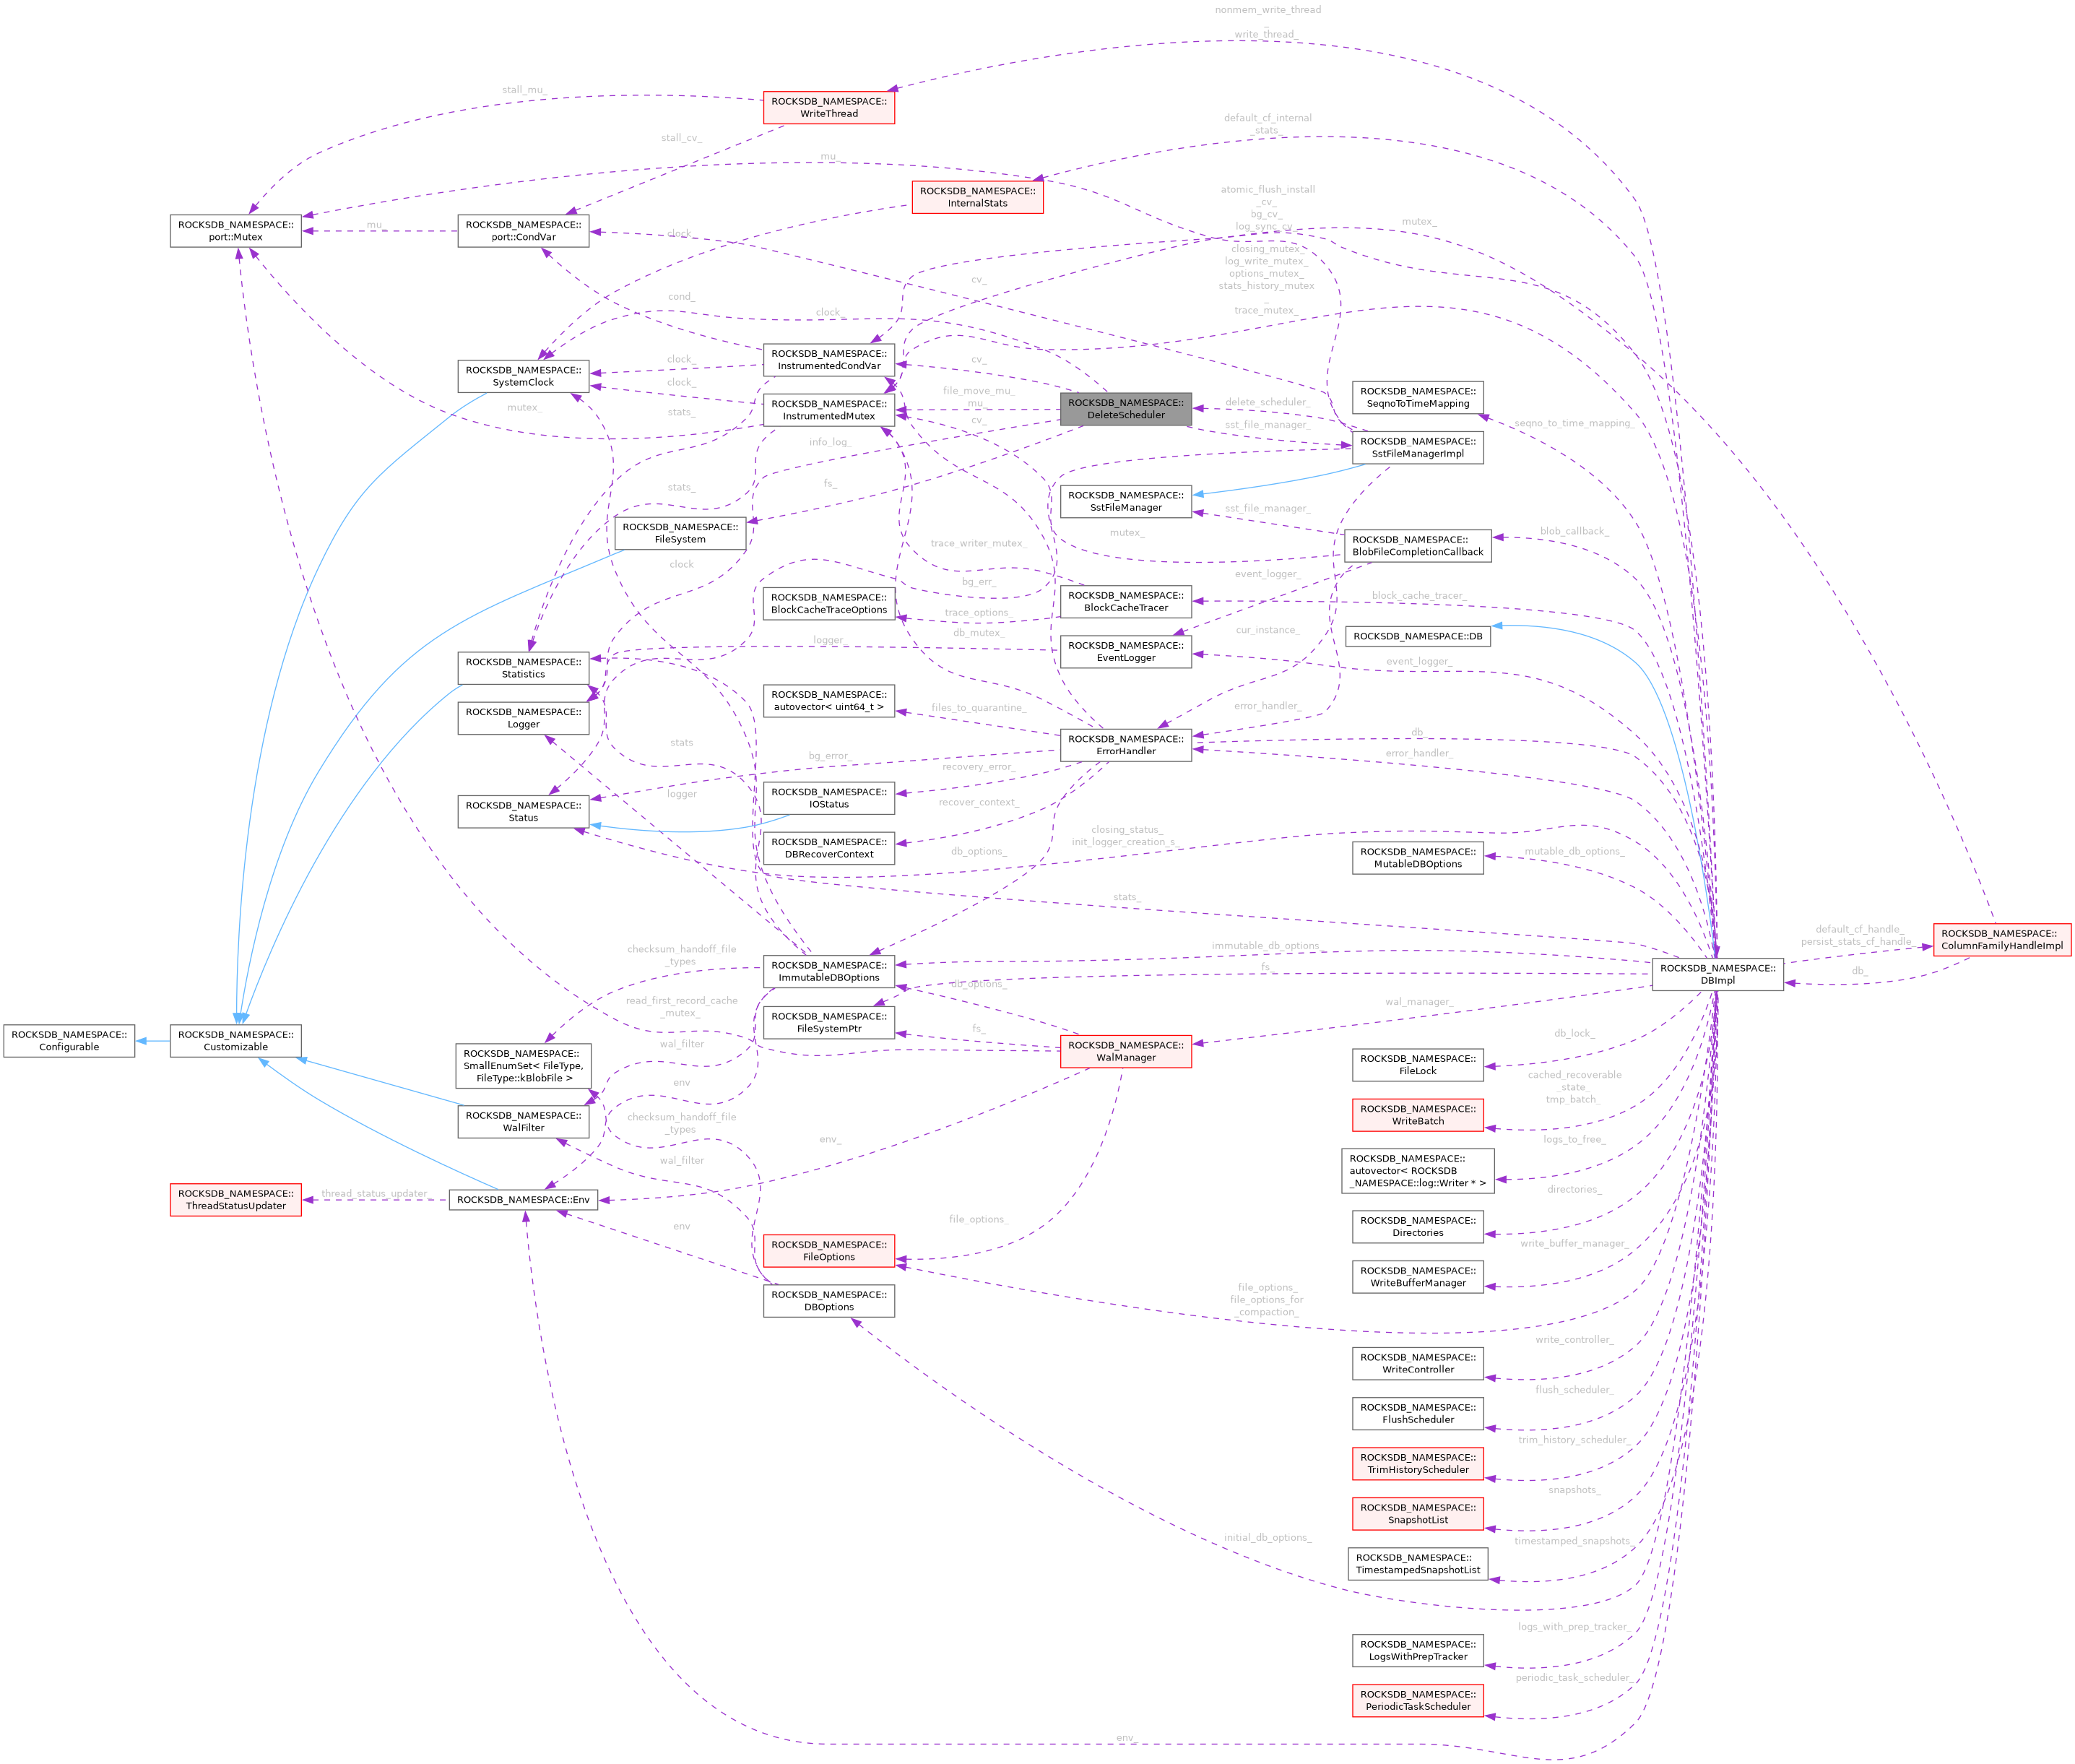 nonmem_write_thread
_
write_thread_
stall_mu_
ROCKSDB_NAMESPACE::
WriteThread
default_cf_internal
_stats_
stall_cv_
mu_
ROCKSDB_NAMESPACE::
InternalStats
atomic_flush_install
_cv_
bg_cv_
log_sync_cv_
mutex_
ROCKSDB_NAMESPACE::
port::Mutex
mu_
ROCKSDB_NAMESPACE::
port::CondVar
clock_
closing_mutex_
log_write_mutex_
options_mutex_
stats_history_mutex
_
trace_mutex_
cv_
cond_
clock_
ROCKSDB_NAMESPACE::
SystemClock
clock_
clock_
ROCKSDB_NAMESPACE::
InstrumentedCondVar
cv_
ROCKSDB_NAMESPACE::
InstrumentedMutex
file_move_mu_
mu_
cv_
ROCKSDB_NAMESPACE::
DeleteScheduler
delete_scheduler_
sst_file_manager_
ROCKSDB_NAMESPACE::
SeqnoToTimeMapping
seqno_to_time_mapping_
ROCKSDB_NAMESPACE::
SstFileManagerImpl
mutex_
stats_
info_log_
stats_
fs_
ROCKSDB_NAMESPACE::
SstFileManager
sst_file_manager_
ROCKSDB_NAMESPACE::
FileSystem
trace_writer_mutex_
mutex_
ROCKSDB_NAMESPACE::
BlobFileCompletionCallback
blob_callback_
clock
bg_err_
event_logger_
ROCKSDB_NAMESPACE::
BlockCacheTraceOptions
trace_options_
ROCKSDB_NAMESPACE::
BlockCacheTracer
block_cache_tracer_
db_mutex_
logger_
cur_instance_
ROCKSDB_NAMESPACE::DB
ROCKSDB_NAMESPACE::
EventLogger
event_logger_
ROCKSDB_NAMESPACE::
Statistics
ROCKSDB_NAMESPACE::
Logger
ROCKSDB_NAMESPACE::
autovector< uint64_t >
files_to_quarantine_
error_handler_
ROCKSDB_NAMESPACE::
ErrorHandler
db_
error_handler_
stats
bg_error_
recovery_error_
logger
ROCKSDB_NAMESPACE::
IOStatus
recover_context_
ROCKSDB_NAMESPACE::
Status
ROCKSDB_NAMESPACE::
DBRecoverContext
db_options_
closing_status_
init_logger_creation_s_
ROCKSDB_NAMESPACE::
MutableDBOptions
mutable_db_options_
stats_
default_cf_handle_
persist_stats_cf_handle_
ROCKSDB_NAMESPACE::
ColumnFamilyHandleImpl
checksum_handoff_file
_types
ROCKSDB_NAMESPACE::
ImmutableDBOptions
immutable_db_options_
fs_
ROCKSDB_NAMESPACE::
DBImpl
db_
db_options_
read_first_record_cache
_mutex_
ROCKSDB_NAMESPACE::
FileSystemPtr
fs_
wal_manager_
ROCKSDB_NAMESPACE::
Configurable
ROCKSDB_NAMESPACE::
Customizable
wal_filter
ROCKSDB_NAMESPACE::
WalManager
db_lock_
ROCKSDB_NAMESPACE::
FileLock
ROCKSDB_NAMESPACE::
SmallEnumSet< FileType,
FileType::kBlobFile >
env
cached_recoverable
_state_
tmp_batch_
ROCKSDB_NAMESPACE::
WalFilter
checksum_handoff_file
_types
ROCKSDB_NAMESPACE::
WriteBatch
env_
logs_to_free_
wal_filter
ROCKSDB_NAMESPACE::
autovector< ROCKSDB
_NAMESPACE::log::Writer * >
ROCKSDB_NAMESPACE::
ThreadStatusUpdater
thread_status_updater_
ROCKSDB_NAMESPACE::Env
directories_
env
file_options_
ROCKSDB_NAMESPACE::
Directories
ROCKSDB_NAMESPACE::
FileOptions
write_buffer_manager_
ROCKSDB_NAMESPACE::
WriteBufferManager
ROCKSDB_NAMESPACE::
DBOptions
file_options_
file_options_for
_compaction_
write_controller_
ROCKSDB_NAMESPACE::
WriteController
flush_scheduler_
ROCKSDB_NAMESPACE::
FlushScheduler
trim_history_scheduler_
ROCKSDB_NAMESPACE::
TrimHistoryScheduler
snapshots_
ROCKSDB_NAMESPACE::
SnapshotList
initial_db_options_
timestamped_snapshots_
ROCKSDB_NAMESPACE::
TimestampedSnapshotList
logs_with_prep_tracker_
ROCKSDB_NAMESPACE::
LogsWithPrepTracker
periodic_task_scheduler_
ROCKSDB_NAMESPACE::
PeriodicTaskScheduler
env_